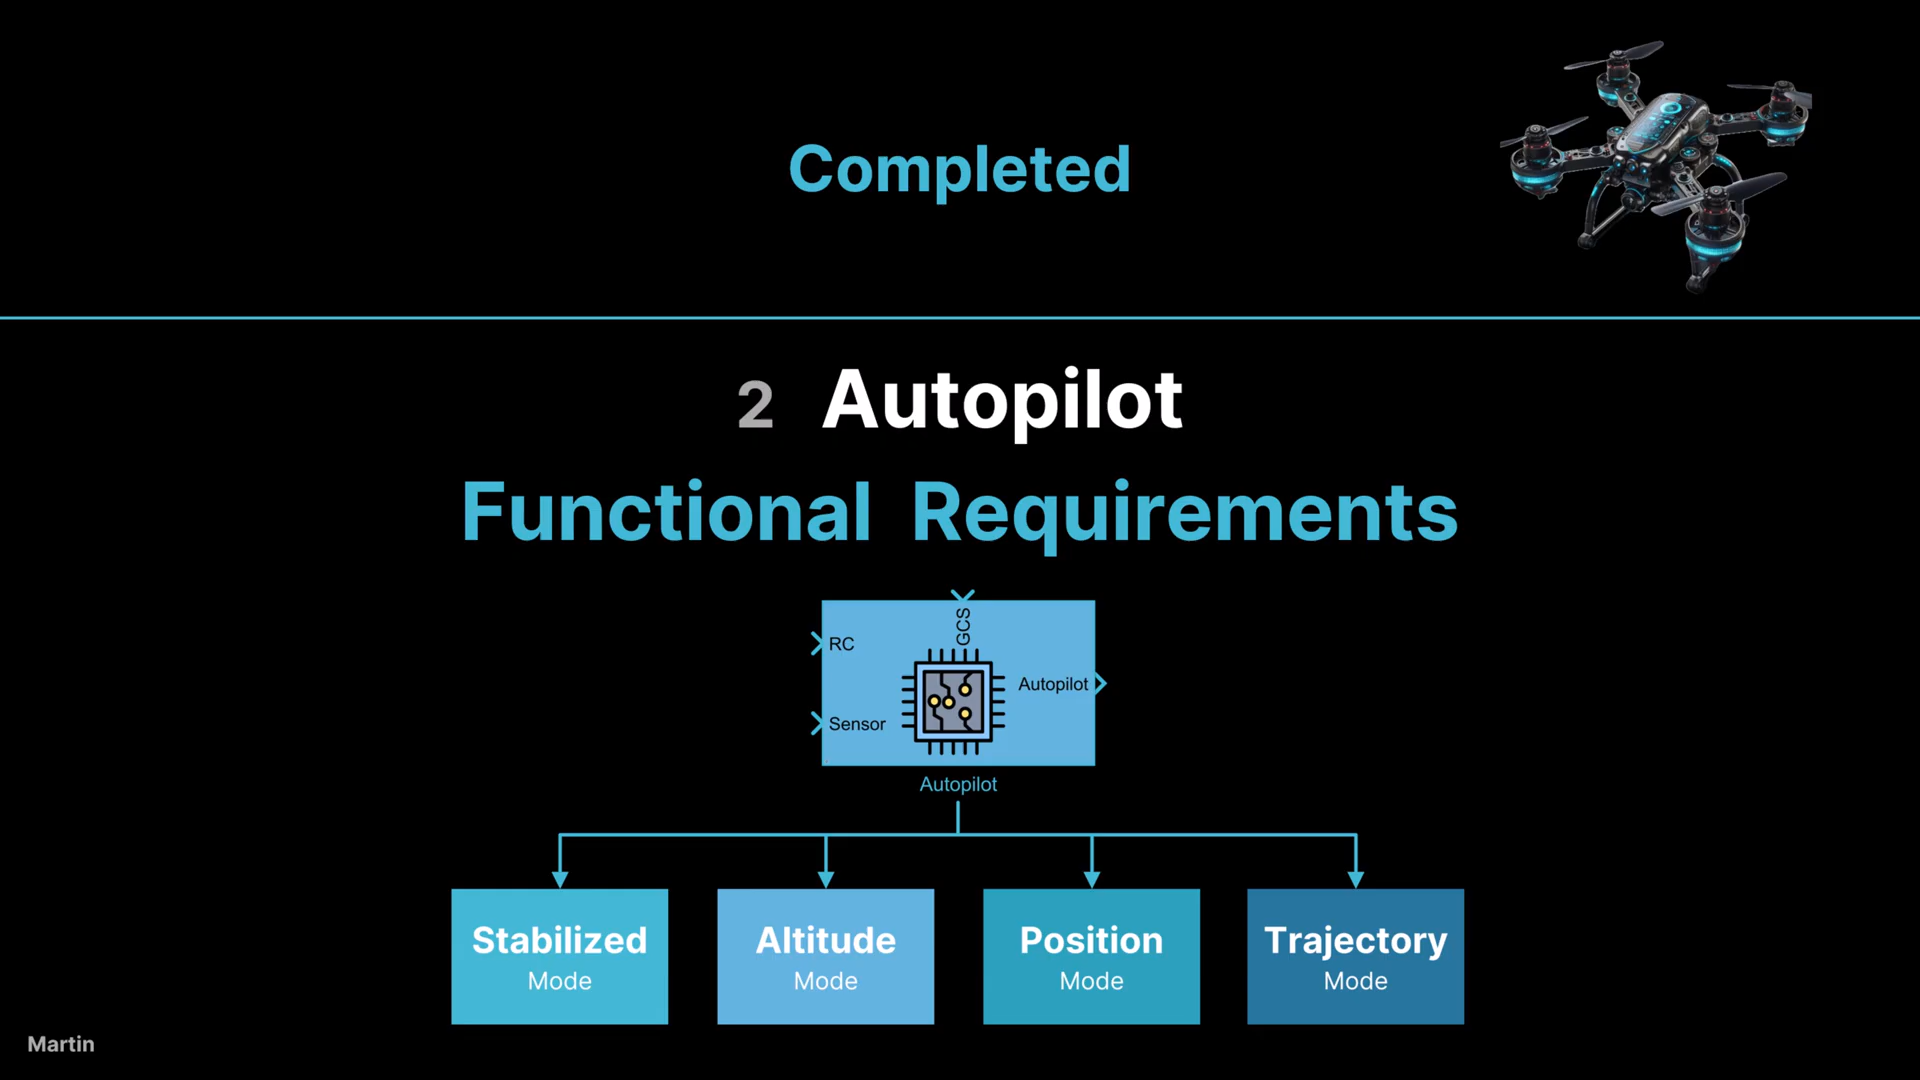 Completed
2 Autopilot
Functional Requirements
GCS
RC
Autopilot
Sensor
Autopilot
Stabilized
Mode
Altitude
Mode
Position
Mode
Trajectory
Mode
Martin